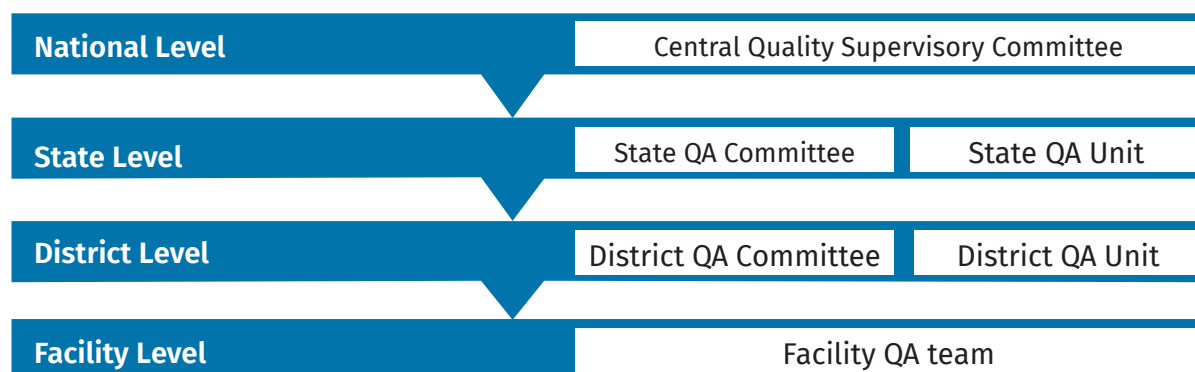 National Level
Central Quality Supervisory Committee
State Level
State QA Committee
State QA Unit
District Level
District QA Committee
District QA Unit
Facility Level
Facility QA team